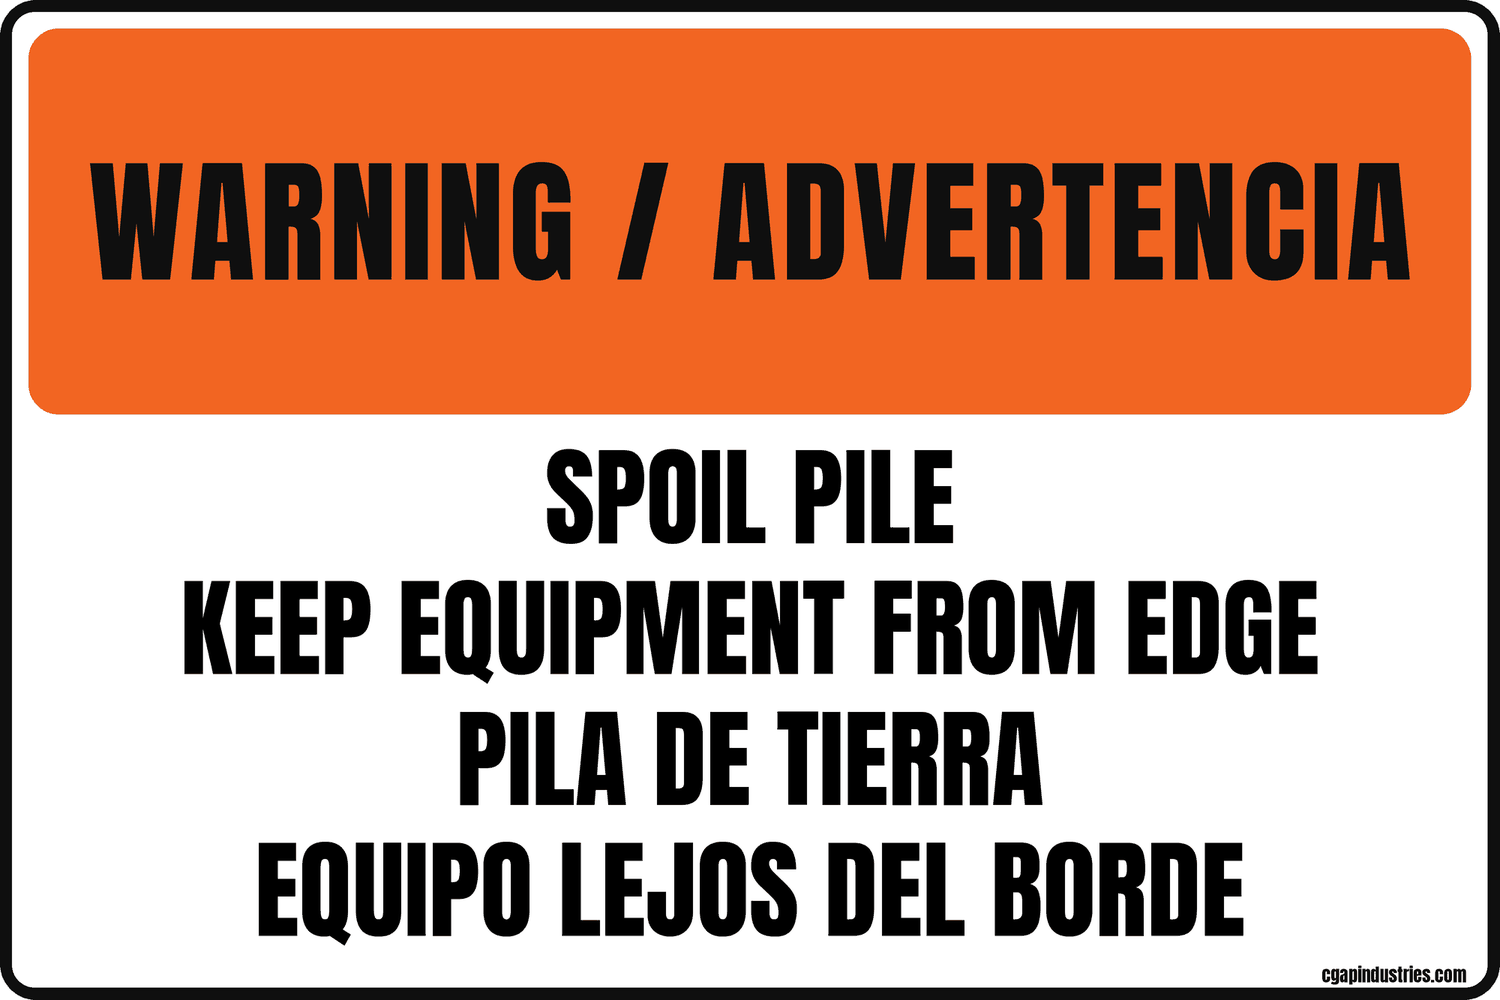 WARNING / ADVERTENCIA
SPOIL PILE
KEEP EQUIPMENT FROM EDGE
PILA DE TIERRA
EQUIPO LEJOS DEL BORDE
cgapindustries.com